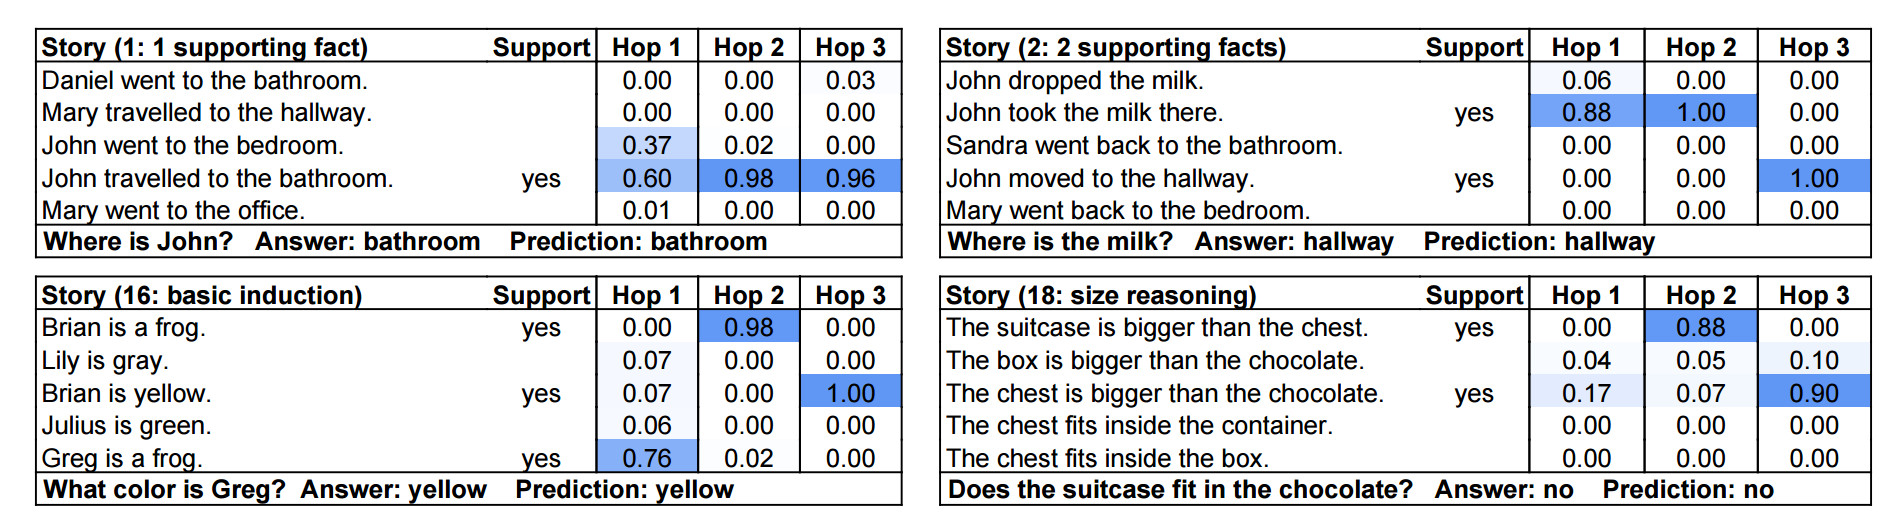 Story (1: 1 supporting fact) Support Hop 1 Hop 2 Hop 3
Daniel went to the bathroom. 0.00 0.00 0.03
Mary travelled to the hallway. 0.00 0.00 0.00
John went to the bedroom. 0.37 0.02 0.00
John travelled to the bathroom. yes 0.60 0.98 0.96
Mary went to the office. 0.01 0.00 0.00
Where is John? Answer: bathroom Prediction: bathroom
Story (2: 2 supporting facts) Support Hop 1 Hop 2 Hop 3
John dropped the milk. 0.06 0.00 0.00
John took the milk there. yes 0.88 1.00 0.00
Sandra went back to the bathroom. 0.00 0.00 0.00
John moved to the hallway. yes 0.00 0.00 1.00
Mary went back to the bedroom. 0.00 0.00 0.00
Where is the milk? Answer: hallway Prediction: hallway
Story (16: basic induction) Support Hop 1 Hop 2 Hop 3
Brian is a frog. yes 0.00 0.98 0.00
Lily is gray. 0.07 0.00 0.00
Brian is yellow. yes 0.07 0.00 1.00
Julius is green. 0.06 0.00 0.00
Greg is a frog. yes 0.76 0.02 0.00
What color is Greg? Answer: yellow Prediction: yellow
Story (18: size reasoning) Support Hop 1 Hop 2 Hop 3
The suitcase is bigger than the chest. yes 0.00 0.88 0.00
The box is bigger than the chocolate. 0.04 0.05 0.10
The chest is bigger than the chocolate. yes 0.17 0.07 0.90
The chest fits inside the container. 0.00 0.00 0.00
The chest fits inside the box. 0.00 0.00 0.00
Does the suitcase fit in the chocolate? Answer: no Prediction: no